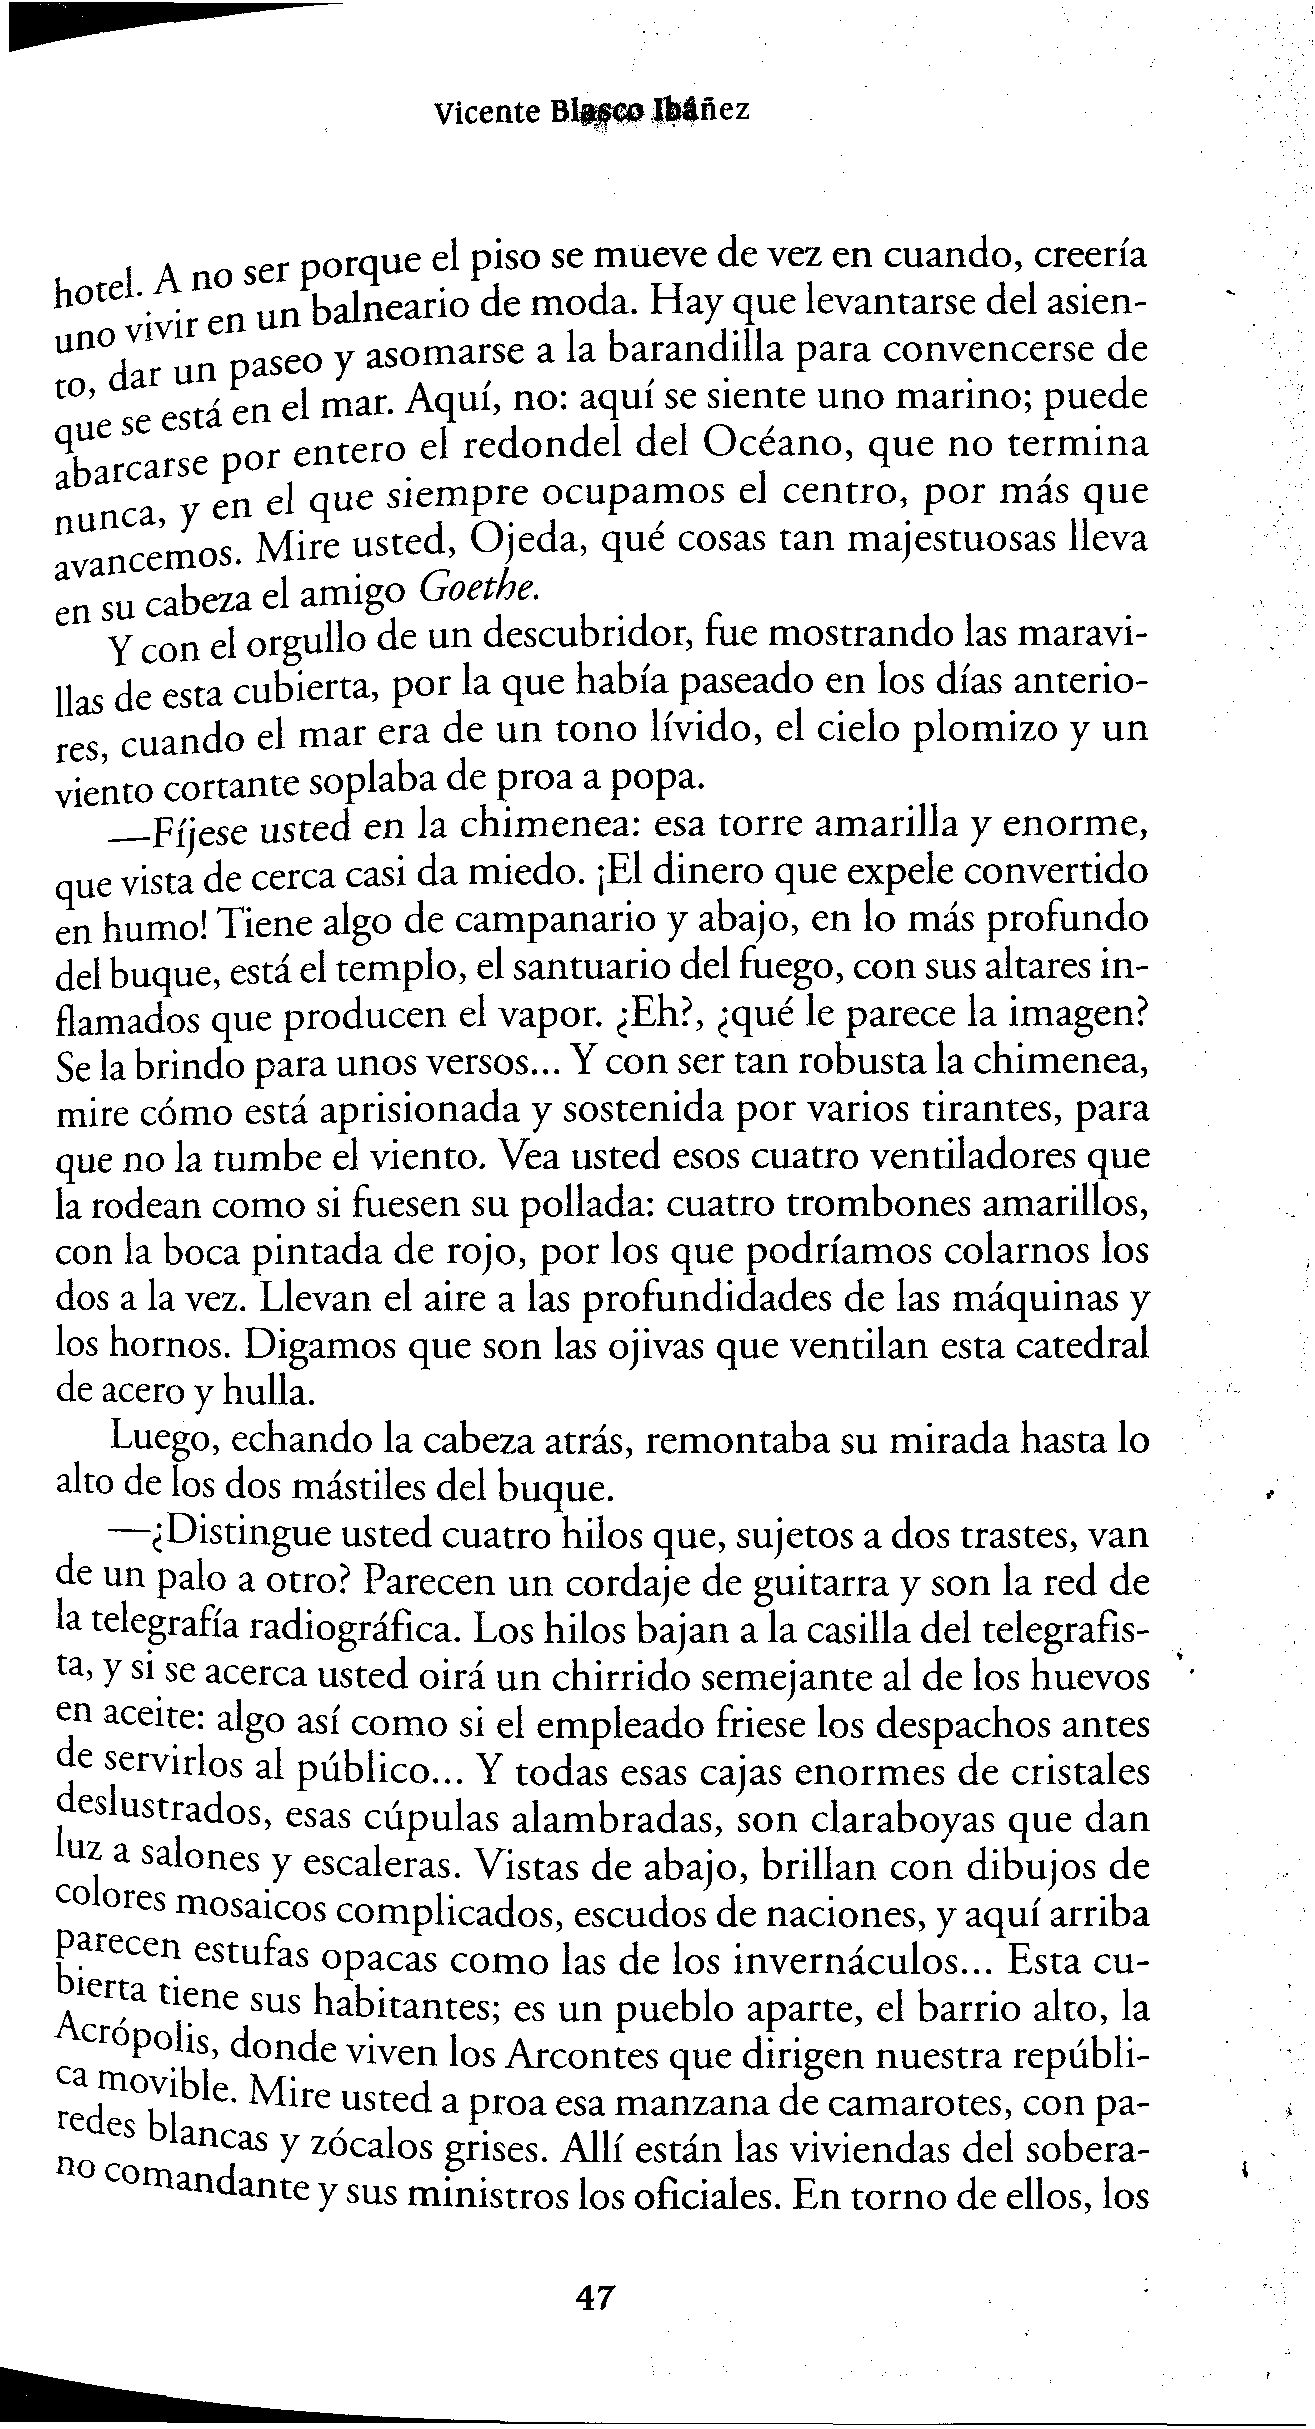 Vicente Blasco Ibáñez
hotel. A no ser porque el piso se mueve de vez en cuando, creería
uno vivir en un balneario de moda. Hay que levantarse del asien-
to, dar un paseo y asomarse a la barandilla para convencerse de
que se está en el mar. Aquí, no: aquí se siente uno marino; puede
abarcarse por entero el redondel del Océano, que no termina
nunca, y en el que siempre ocupamos el centro, por más que
avancemos. Mire usted, Ojeda, qué cosas tan majestuosas lleva
en su cabeza el amigo Goethe.
Y con el orgullo de un descubridor, fue mostrando las maravi-
llas de esta cubierta, por la que había paseado en los días anterio-
res, cuando el mar era de un tono lívido, el cielo plomizo y un
viento cortante soplaba de proa a popa.
—Fíjese usted en la chimenea: esa torre amarilla y enorme,
que vista de cerca casi da miedo. ¡El dinero que expele convertido
en humo! Tiene algo de campanario y abajo, en lo más profundo
del buque, está el templo, el santuario del fuego, con sus altares in-
flamados que producen el vapor. ¿Eh?, ¿qué le parece la imagen?
Se la brindo para unos versos... Y con ser tan robusta la chimenea,
mire cómo está aprisionada y sostenida por varios tirantes, para
que no la tumbe el viento. Vea usted esos cuatro ventiladores que
la rodean como si fuesen su pollada: cuatro trombones amarillos,
con la boca pintada de rojo, por los que podríamos colarnos los
dos a la vez. Llevan el aire a las profundidades de las máquinas y
los hornos. Digamos que son las ojivas que ventilan esta catedral
de acero y hulla.
Luego, echando la cabeza atrás, remontaba su mirada hasta lo
alto de los dos mástiles del buque.
—¿Distingue usted cuatro hilos que, sujetos a dos trastes, van
de un palo a otro? Parecen un cordaje de guitarra y son la red de
la telegrafía radiográfica. Los hilos bajan a la casilla del telegrafis-
ta, y si se acerca usted oirá un chirrido semejante al de los huevos
en aceite: algo así como si el empleado friese los despachos antes
de servirlos al público... Y todas esas cajas enormes de cristales
deslustrados, esas cúpulas alambradas, son claraboyas que dan
luz a salones y escaleras. Vistas de abajo, brillan con dibujos de
colores mosaicos complicados, escudos de naciones, y aquí arriba
parecen estufas opacas como las de los invernáculos... Esta cu-
bierta tiene sus habitantes; es un pueblo aparte, el barrio alto, la
Acrópolis, donde viven los Arcontes que dirigen nuestra repúbli-
ca movible. Mire usted a proa esa manzana de camarotes, con pa-
redes blancas y zócalos grises. Allí están las viviendas del sobera-
no comandante y sus ministros los oficiales. En torno de ellos, los
47